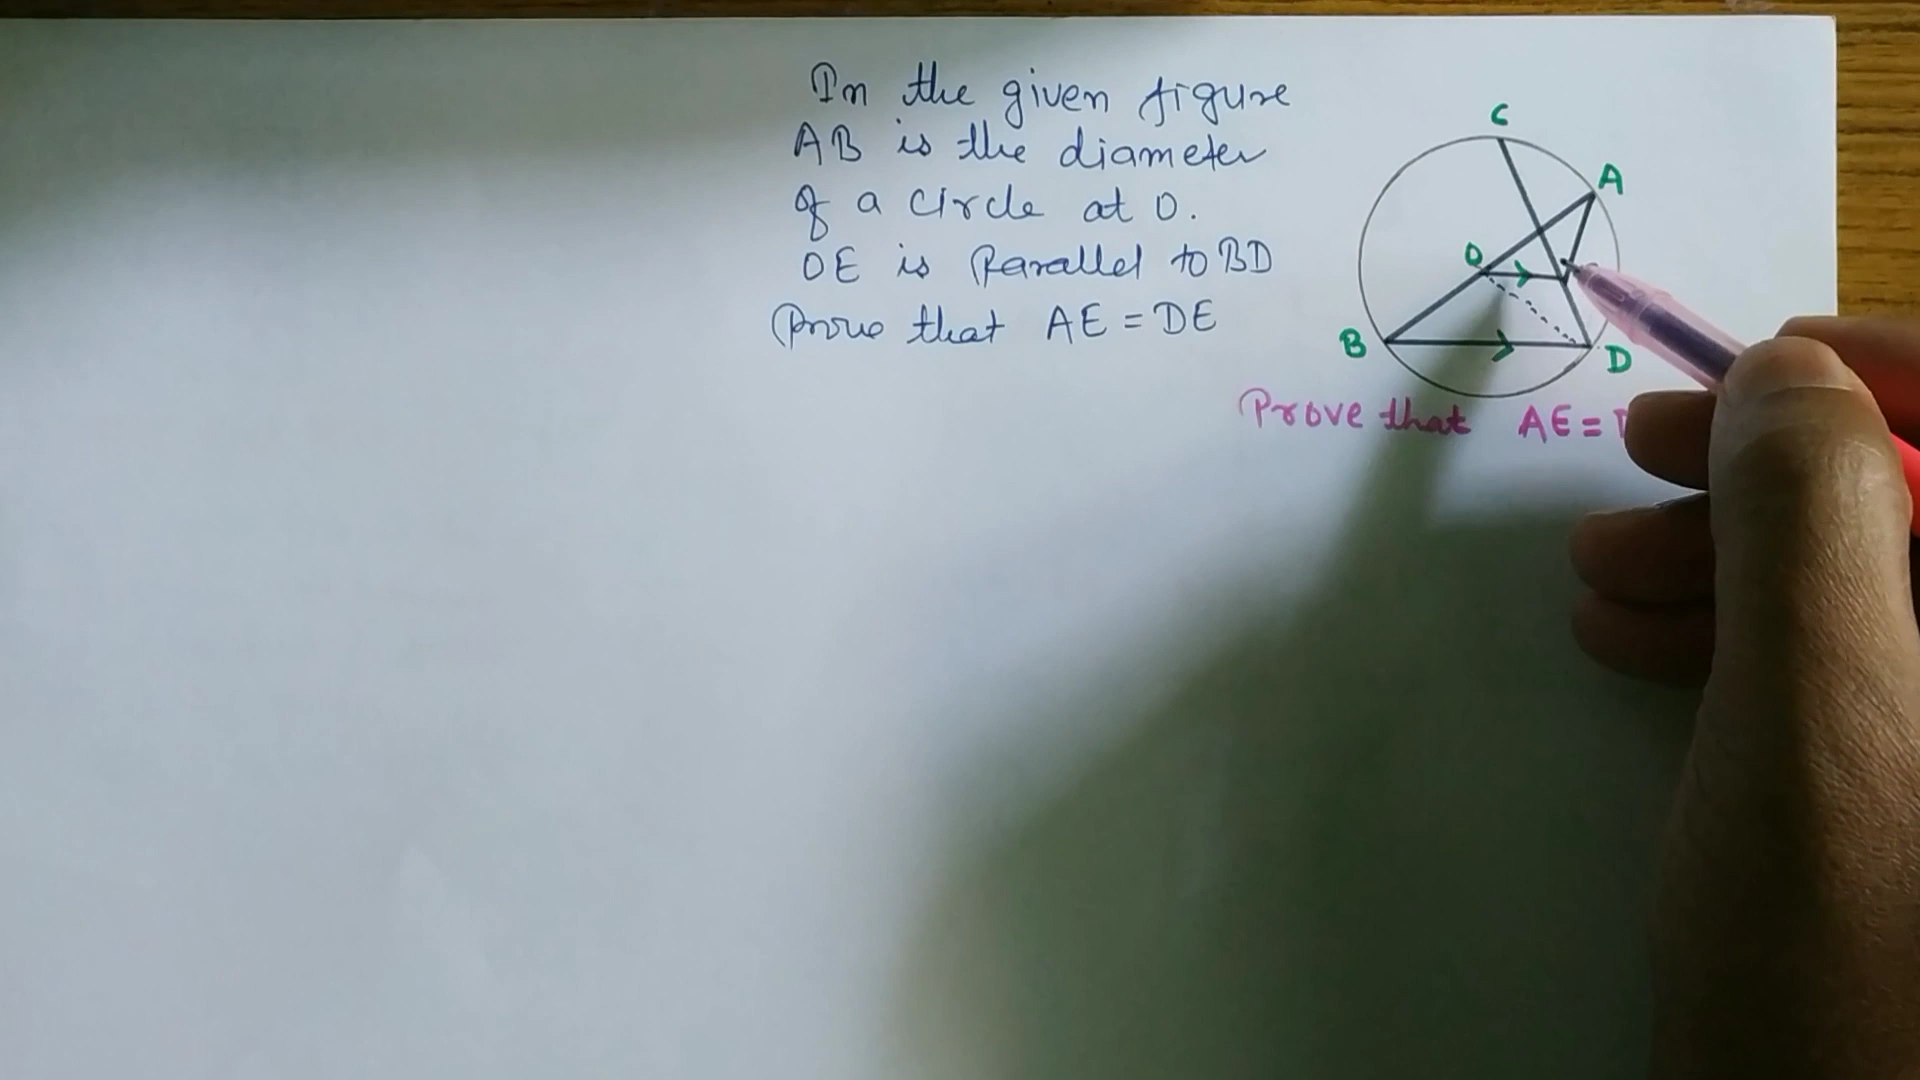 In the given figure
AB is the diameter
of a circle at O.
OE is Parallel to BD
Prove that AE = DE
C
A
O
B
D
Prove that AE =